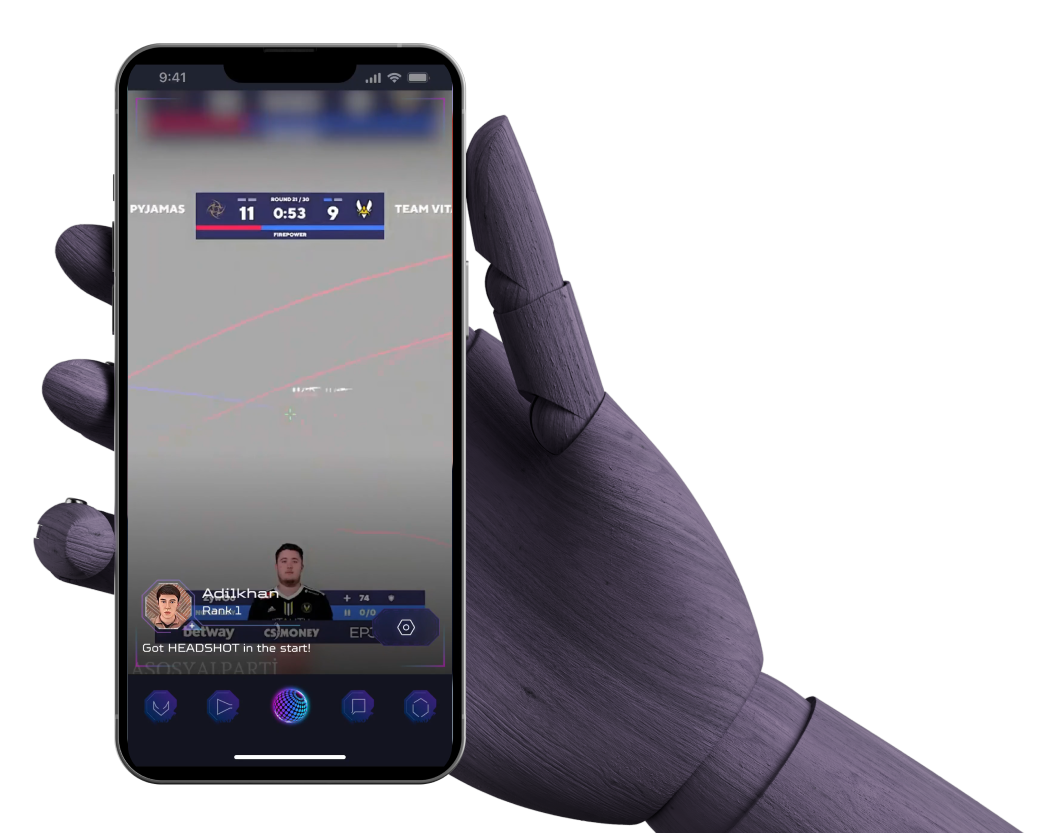 9:41
PYJAMAS
11
ROUND 21 / 30
0:53
9
TEAM VIT
FIREPOWER
Adilkhan
Rank 1
74
0/0
betway
CS MONEY
Got HEADSHOT in the start!
ASOSYALPARTİ